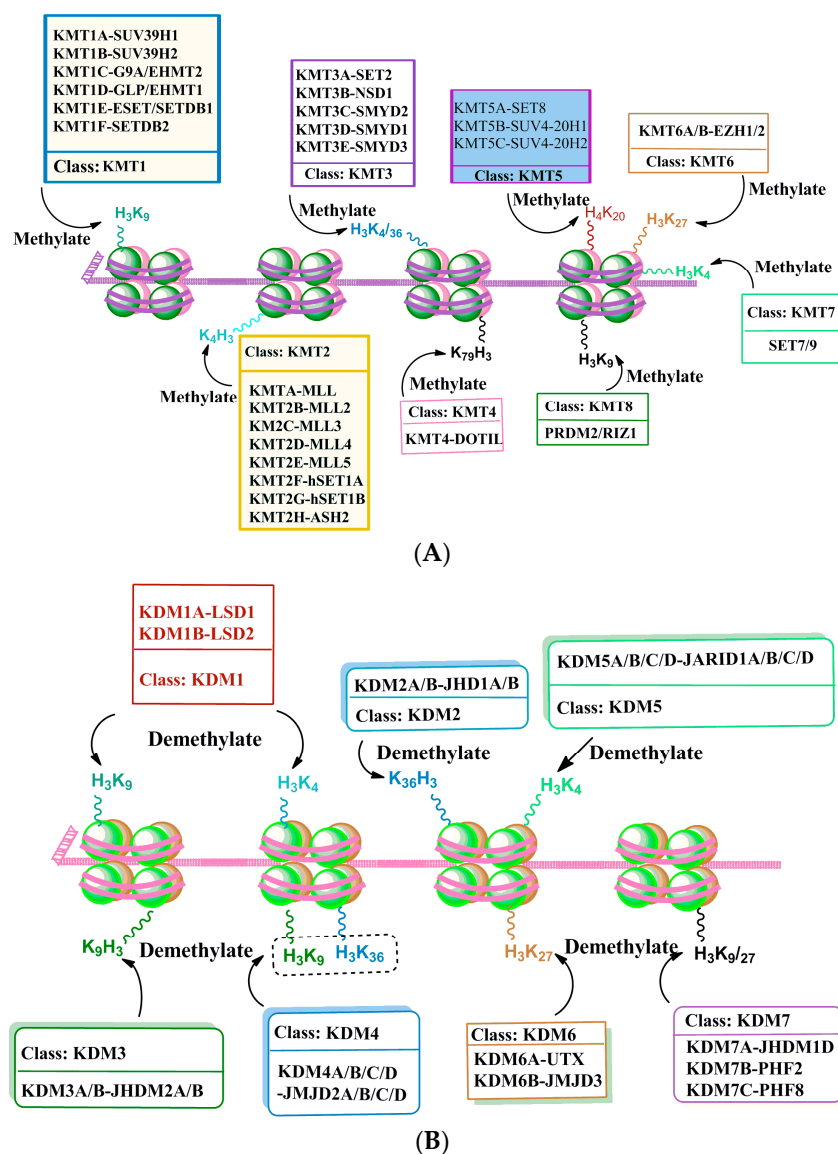 KMT1A-SUV39H1
KMT1B-SUV39H2
KMT1C-G9A/EHMT2
KMT1D-GLP/EHMT1
KMT1E-ESET/SETDB1
KMT1F-SETDB2
Class: KMT1
KMT3A-SET2
KMT3B-NSD1
KMT3C-SMYD2
KMT3D-SMYD1
KMT3E-SMYD3
Class: KMT3
KMT5A-SET8
KMT5B-SUV4-20H1
KMT5C-SUV4-20H2
Class: KMT5
KMT6A/B-EZH1/2
Class: KMT6
Methylate
H3K9
Methylate
H3K4/36
Methylate
H4K20
H3K27
Methylate
H3K4
Methylate
Class: KMT7
SET7/9
K4H3
Methylate
Class: KMT2
KMTA-MLL
KMT2B-MLL2
KM2C-MLL3
KMT2D-MLL4
KMT2E-MLL5
KMT2F-hSET1A
KMT2G-hSET1B
KMT2H-ASH2
K79H3
Methylate
Class: KMT4
KMT4-DOTIL
H3K9
Methylate
Class: KMT8
PRDM2/RIZ1
(A)
KDM1A-LSD1
KDM1B-LSD2
Class: KDM1
KDM2A/B-JHD1A/B
Class: KDM2
KDM5A/B/C/D-JARID1A/B/C/D
Class: KDM5
Demethylate
Demethylate
Demethylate
H3K9
H3K4
K36H3
H3K4
K9H3
Demethylate
H3K9
H3K36
H3K27
Demethylate
H3K9/27
Class: KDM3
KDM3A/B-JHDM2A/B
Class: KDM4
KDM4A/B/C/D
-JMJD2A/B/C/D
Class: KDM6
KDM6A-UTX
KDM6B-JMJD3
Class: KDM7
KDM7A-JHDM1D
KDM7B-PHF2
KDM7C-PHF8
(B)